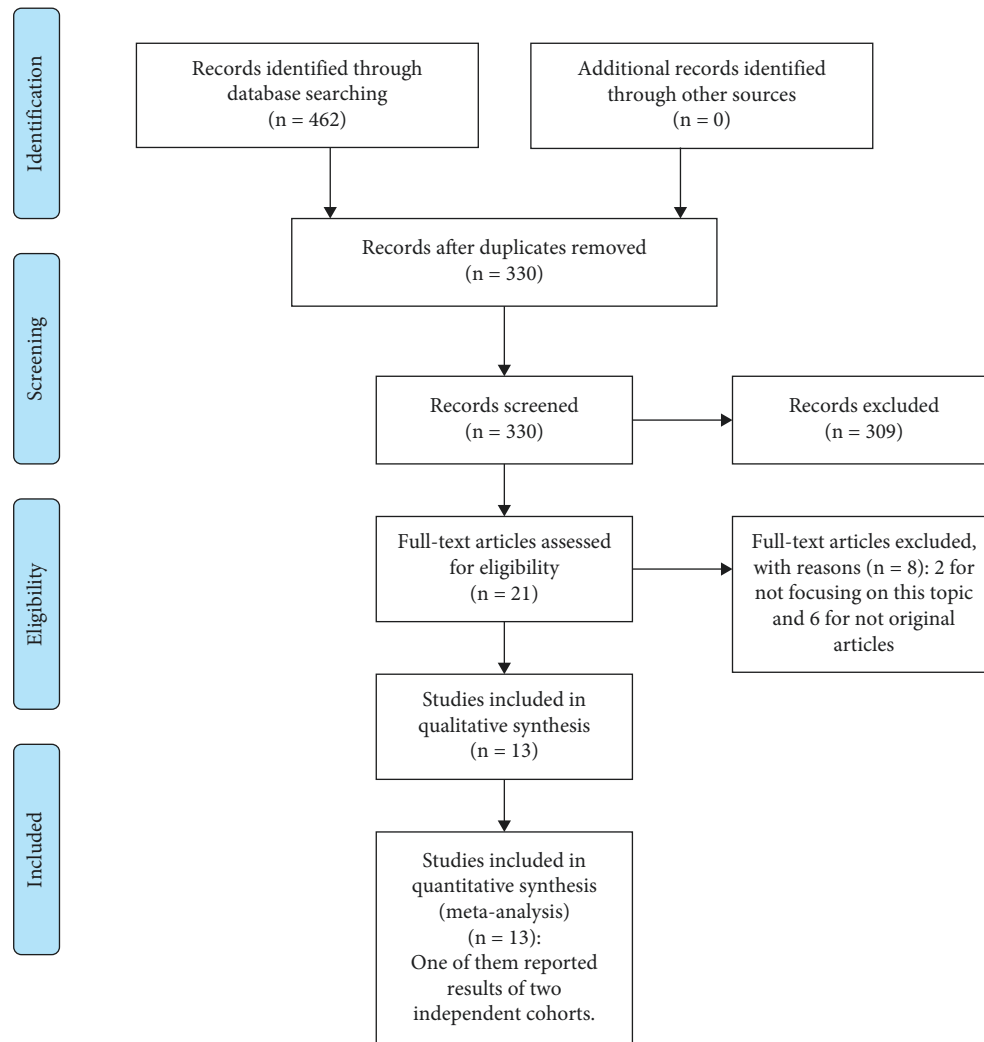 Identification
Records identified through
database searching
(n = 462)
Additional records identified
through other sources
(n = 0)
Records after duplicates removed
(n = 330)
Screening
Records screened
(n = 330)
Records excluded
(n = 309)
Eligibility
Full-text articles assessed
for eligibility
(n = 21)
Full-text articles excluded,
with reasons (n = 8): 2 for
not focusing on this topic
and 6 for not original
articles
Studies included in
qualitative synthesis
(n = 13)
Included
Studies included in
quantitative synthesis
(meta-analysis)
(n = 13):
One of them reported
results of two
independent cohorts.